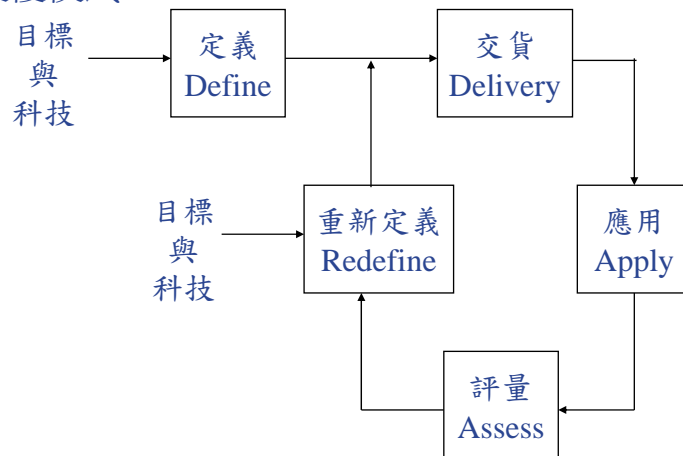 目標
與
科技
定義
Define
交貨
Delivery
目標
與
科技
重新定義
Redefine
應用
Apply
評量
Assess